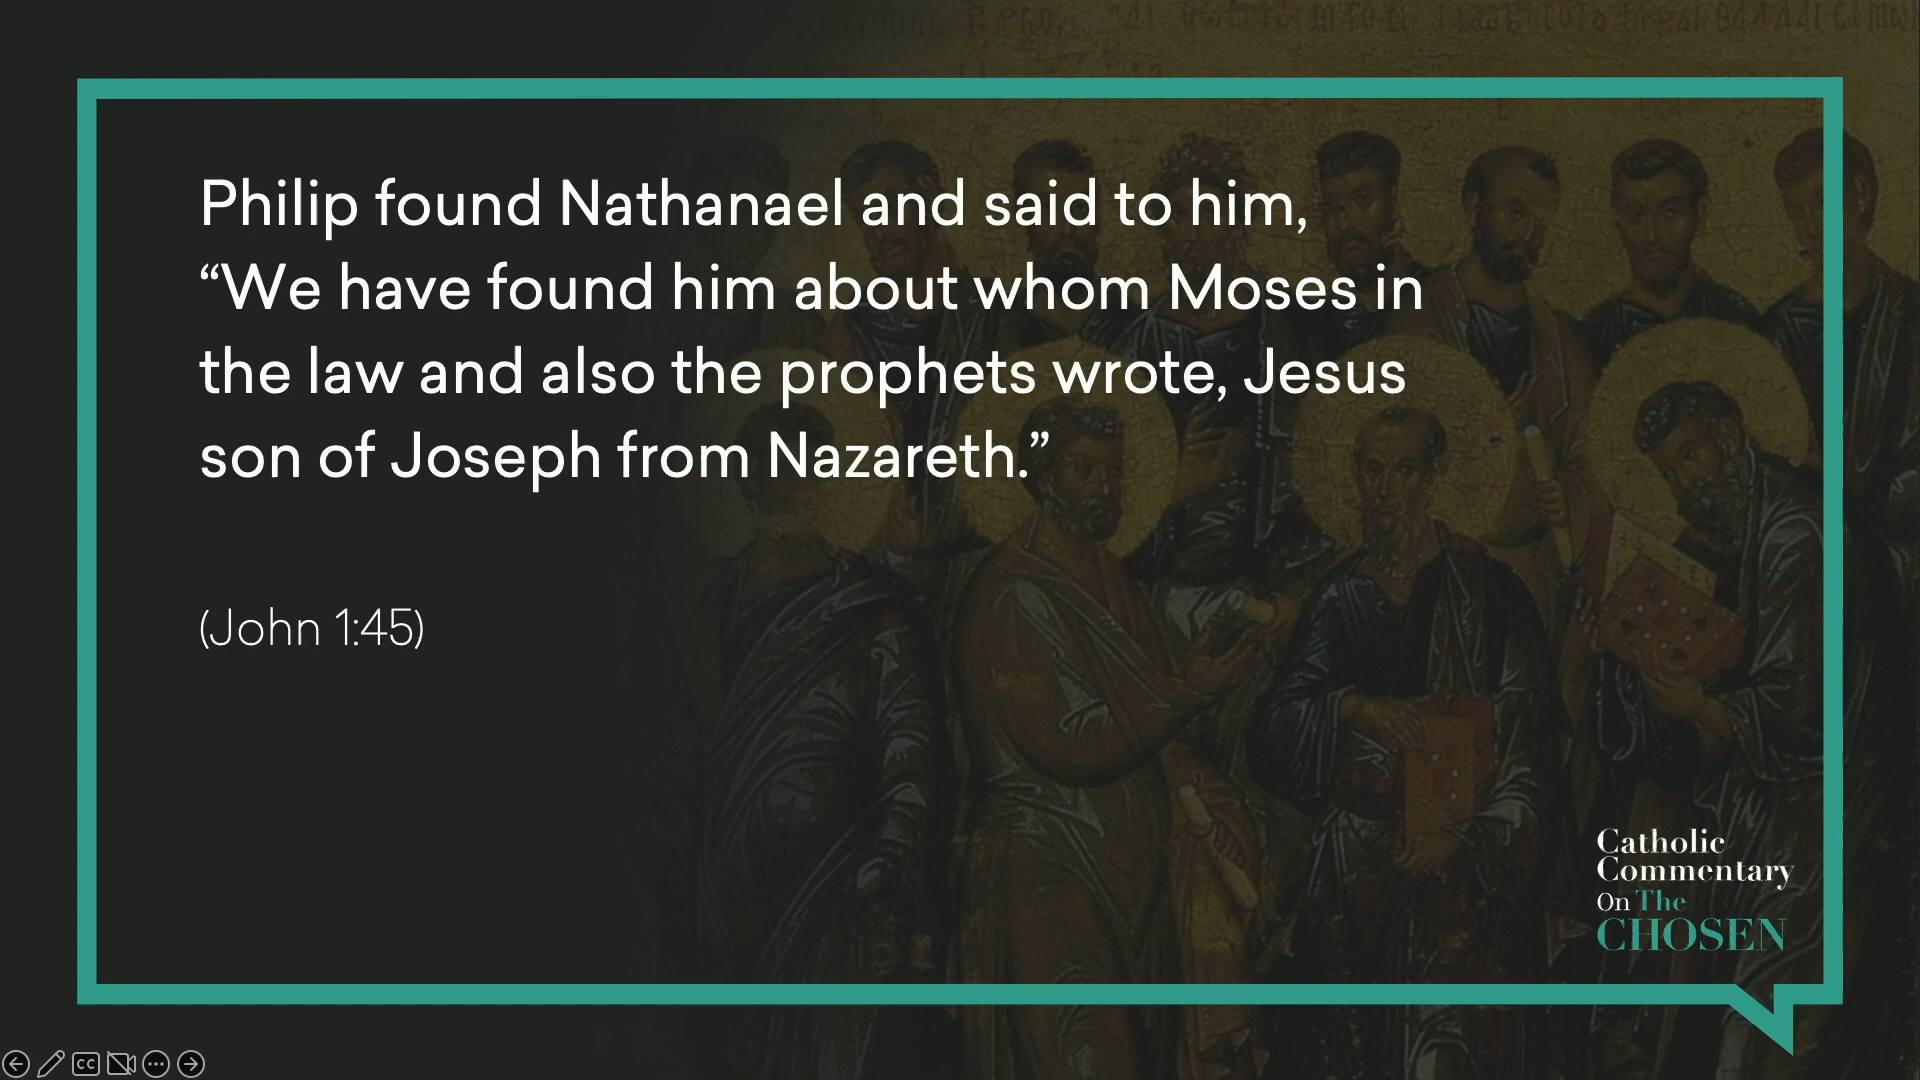 Philip found Nathanael and said to him,
“We have found him about whom Moses in
the law and also the prophets wrote, Jesus
son of Joseph from Nazareth.”
(John 1:45)
Catholic
Commentary
On The
CHOSEN
CC